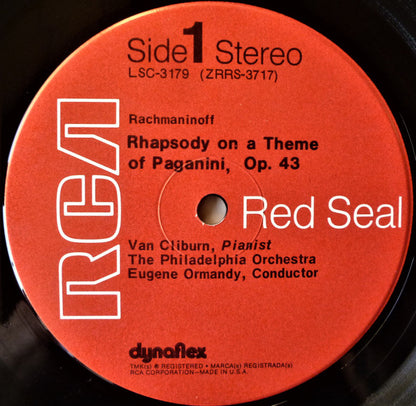 Side 1 Stereo
LSC-3179 (ZRRS-3717)
Rachmaninoff
Rhapsody on a Theme
of Paganini, Op. 43
RCA
Red Seal
Van Cliburn, Pianist
The Philadelphia Orchestra
Eugene Ormandy, Conductor
dynaflex
TMK(s) ® REGISTERED • MARCA(s) REGISTRADA(s)
RCA CORPORATION—MADE IN U.S.A.